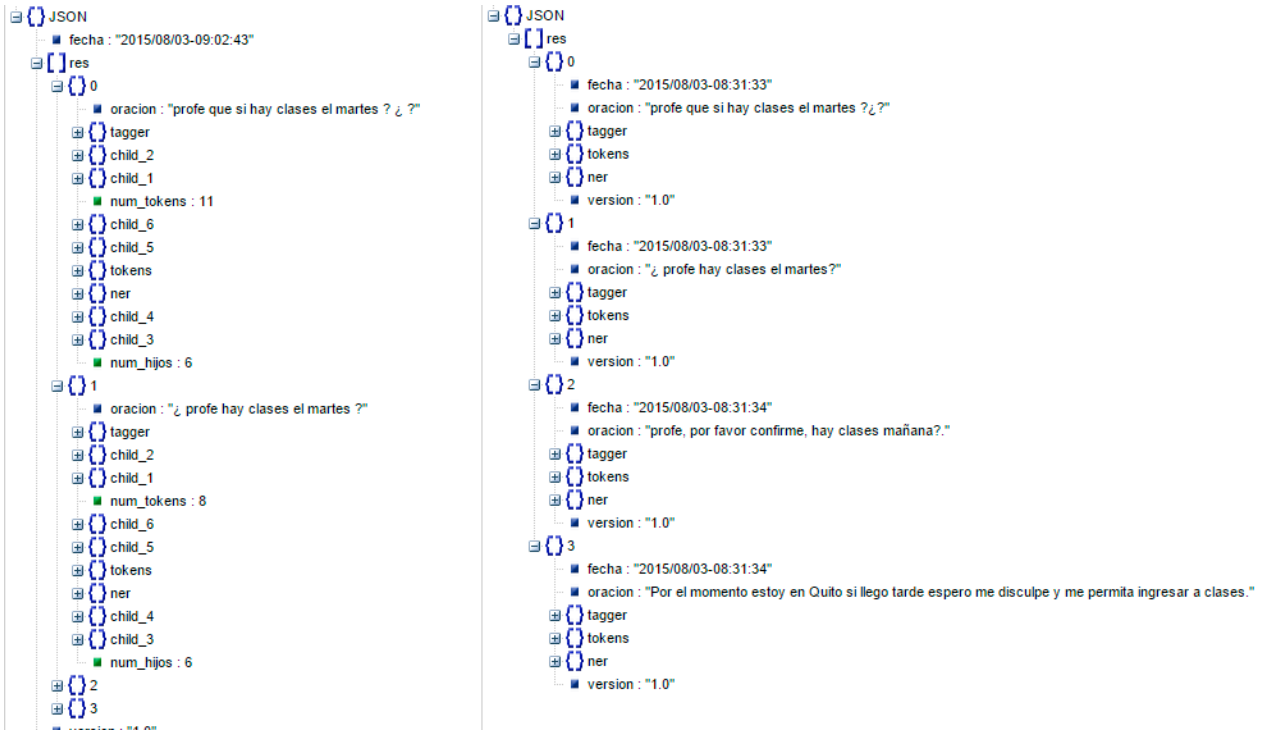 JSON
fecha : "2015/08/03-09:02:43"
res
0
oracion : "profe que si hay clases el martes ? ¿ ?"
tagger
child_2
child_1
num_tokens : 11
child_6
child_5
tokens
ner
child_4
child_3
num_hijos : 6
1
oracion : "¿ profe hay clases el martes ?"
tagger
child_2
child_1
num_tokens : 8
child_6
child_5
tokens
ner
child_4
child_3
num_hijos : 6
2
3
version : "1.0"
JSON
res
0
fecha : "2015/08/03-08:31:33"
oracion : "profe que si hay clases el martes ?¿?"
tagger
tokens
ner
version : "1.0"
1
fecha : "2015/08/03-08:31:33"
oracion : "¿ profe hay clases el martes?"
tagger
tokens
ner
version : "1.0"
2
fecha : "2015/08/03-08:31:34"
oracion : "profe, por favor confirme, hay clases mañana?."
tagger
tokens
ner
version : "1.0"
3
fecha : "2015/08/03-08:31:34"
oracion : "Por el momento estoy en Quito si llego tarde espero me disculpe y me permita ingresar a clases."
tagger
tokens
ner
version : "1.0"